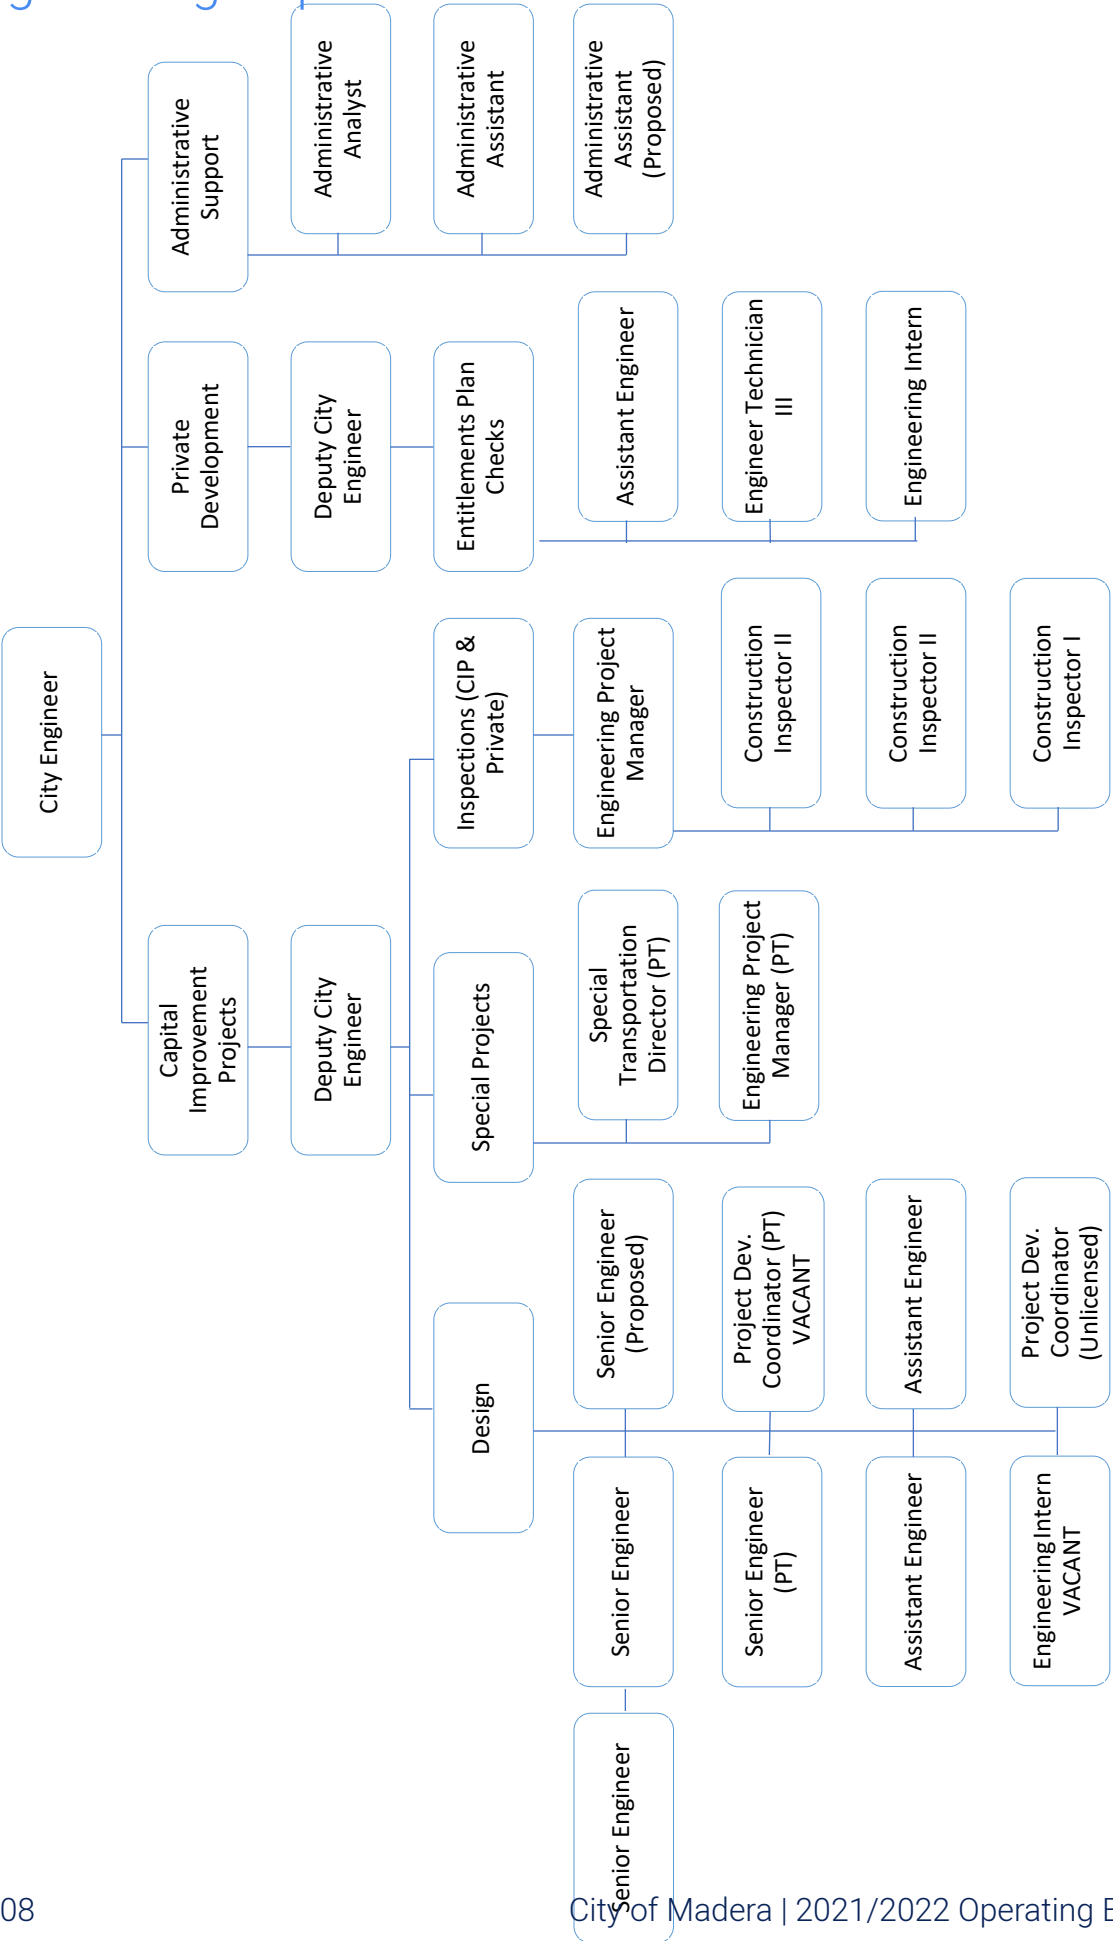 City Engineer
Capital
Improvement
Projects
Private
Development
Administrative
Support
Deputy City
Engineer
Deputy City
Engineer
Administrative
Analyst
Design
Special Projects
Inspections (CIP &
Private)
Entitlements Plan
Checks
Administrative
Assistant
Senior Engineer
Senior Engineer
Senior Engineer
(Proposed)
Special
Transportation
Director (PT)
Engineering Project
Manager
Assistant Engineer
Administrative
Assistant
(Proposed)
Senior Engineer
(PT)
Project Dev.
Coordinator (PT)
VACANT
Engineering Project
Manager (PT)
Construction
Inspector II
Engineer Technician
III
Assistant Engineer
Assistant Engineer
Construction
Inspector II
Engineering Intern
Engineering Intern
VACANT
Project Dev.
Coordinator
(Unlicensed)
Construction
Inspector I
08
City of Madera | 2021/2022 Operating